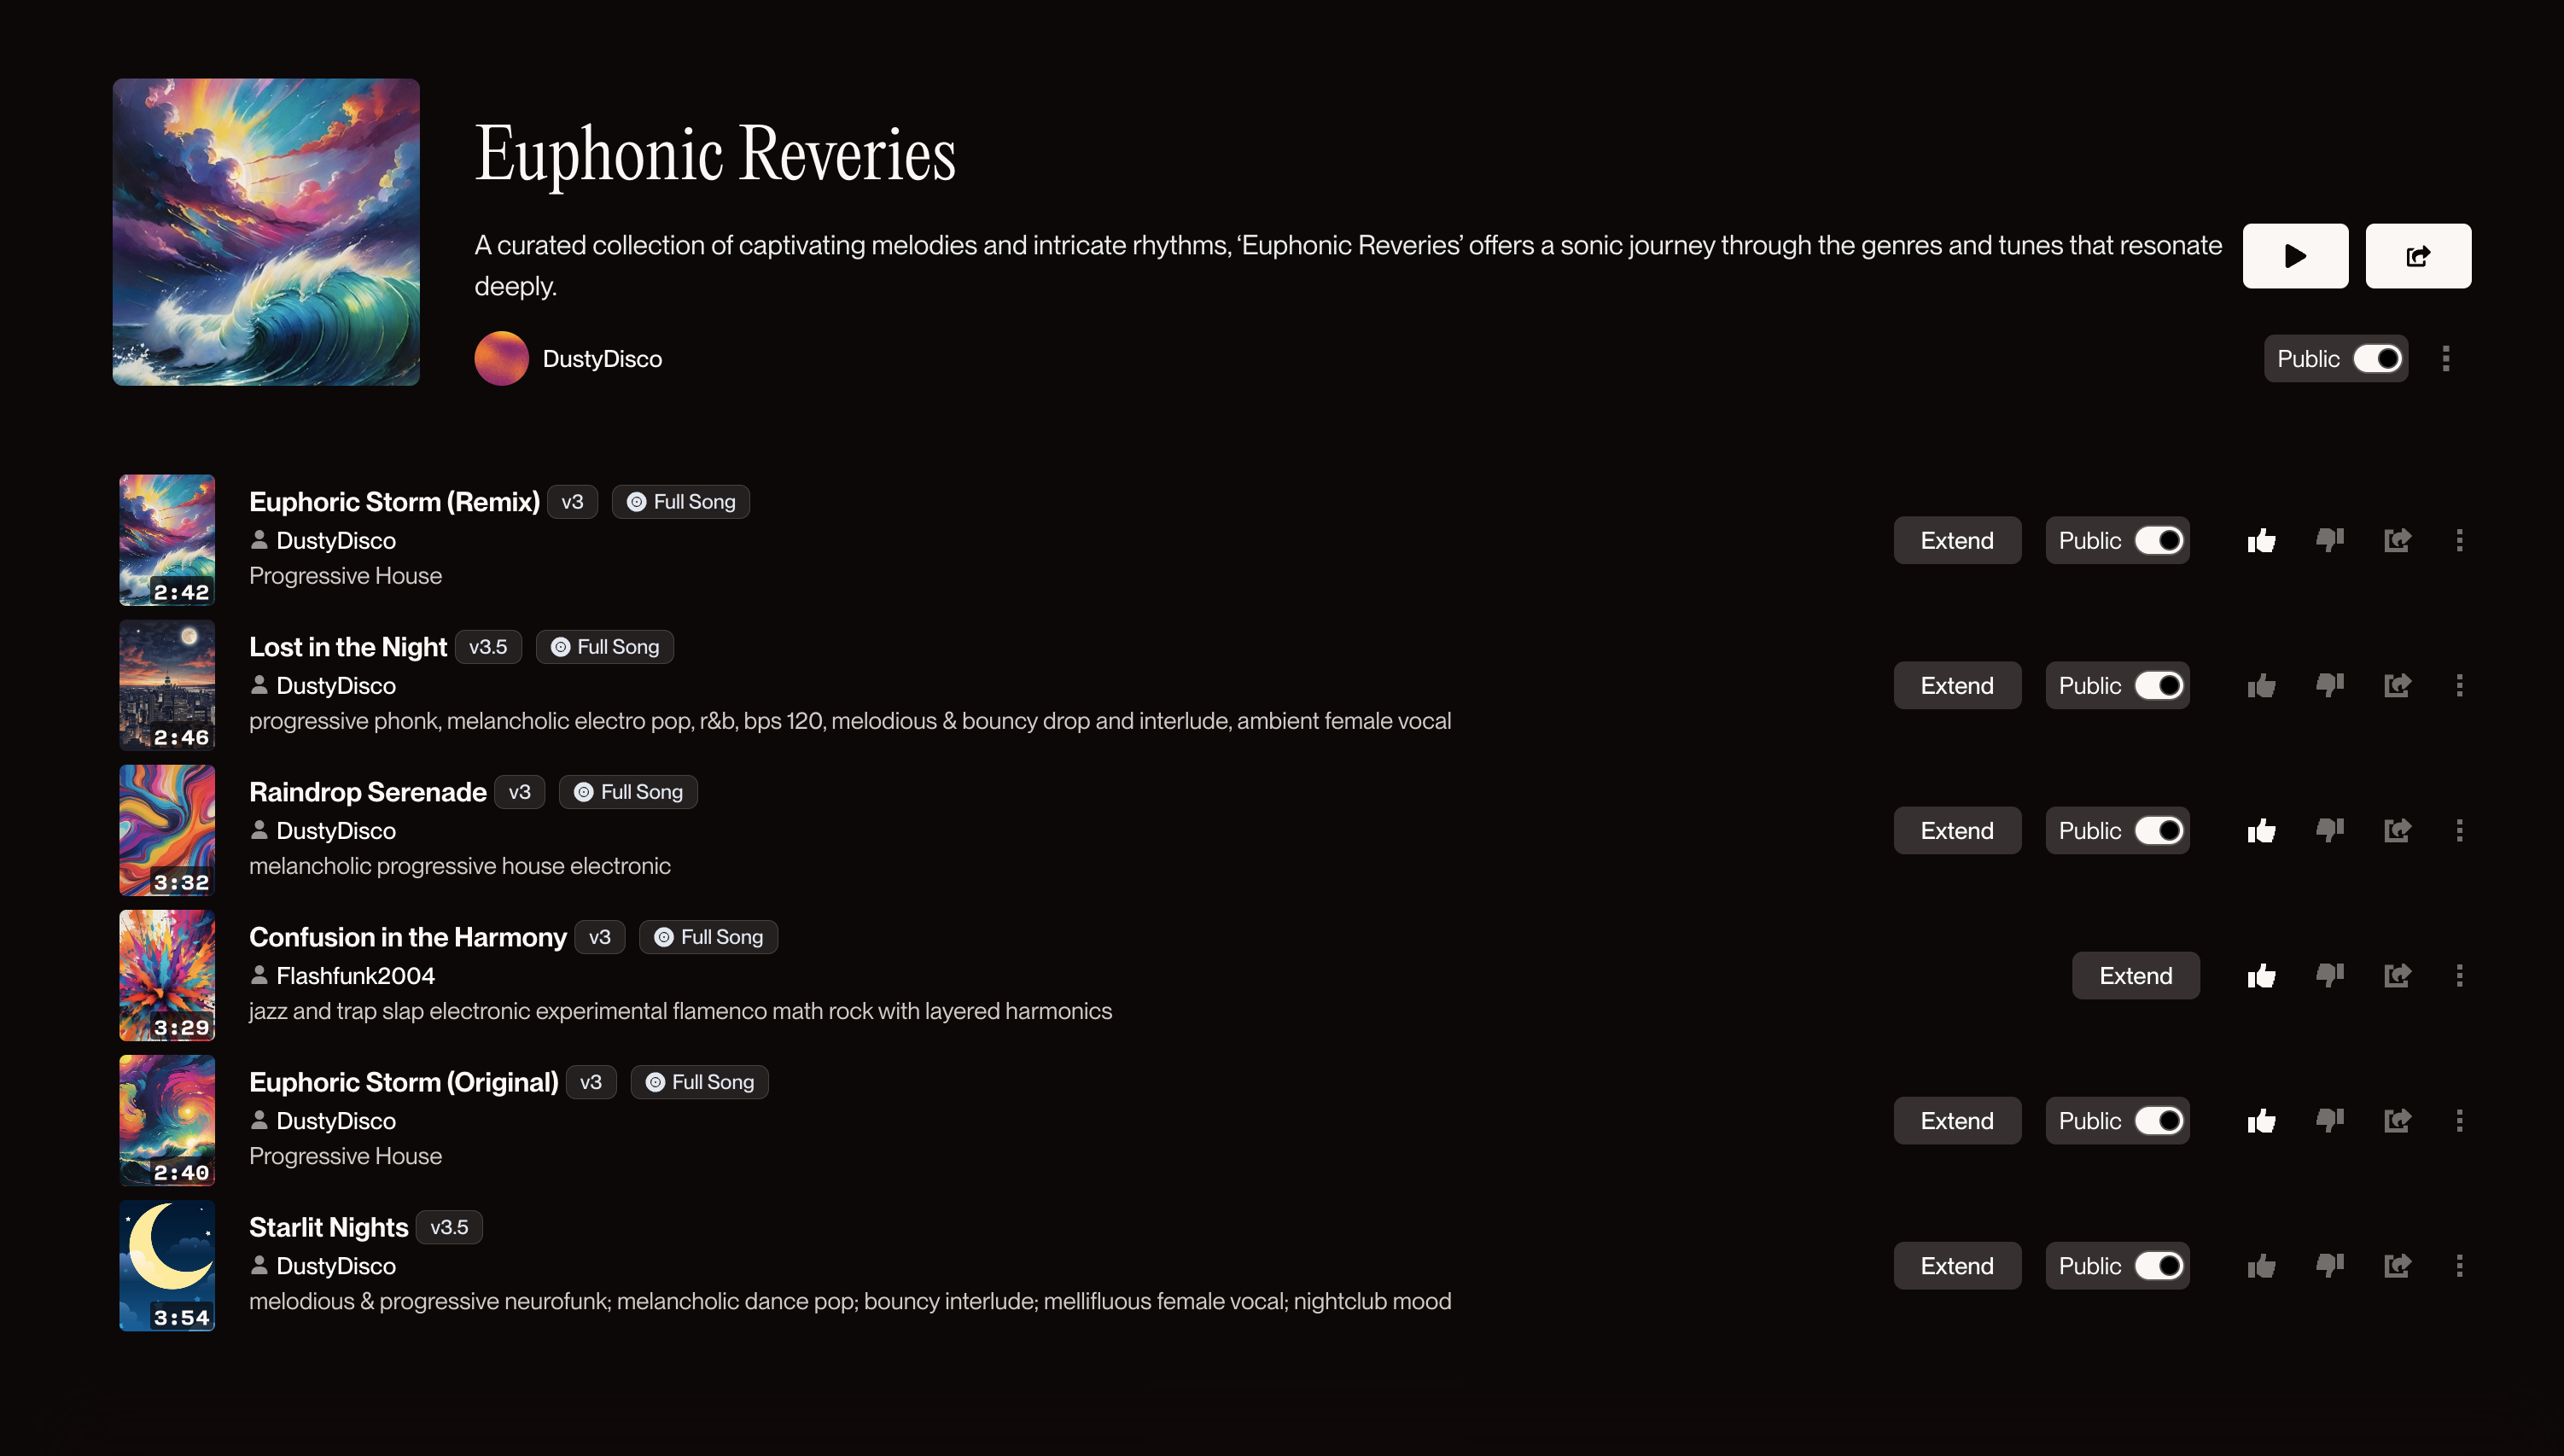 Euphonic Reveries
A curated collection of captivating melodies and intricate rhythms, ‘Euphonic Reveries’ offers a sonic journey through the genres and tunes that resonate
deeply.
DustyDisco
Public
Euphoric Storm (Remix) v3 Full Song
DustyDisco
Progressive House
2:42
Extend Public
Lost in the Night v3.5 Full Song
DustyDisco
progressive phonk, melancholic electro pop, r&b, bps 120, melodious & bouncy drop and interlude, ambient female vocal
2:46
Extend Public
Raindrop Serenade v3 Full Song
DustyDisco
melancholic progressive house electronic
3:32
Extend Public
Confusion in the Harmony v3 Full Song
Flashfunk2004
jazz and trap slap electronic experimental flamenco math rock with layered harmonics
3:29
Extend
Euphoric Storm (Original) v3 Full Song
DustyDisco
Progressive House
2:40
Extend Public
Starlit Nights v3.5
DustyDisco
melodious & progressive neurofunk; melancholic dance pop; bouncy interlude; mellifluous female vocal; nightclub mood
3:54
Extend Public